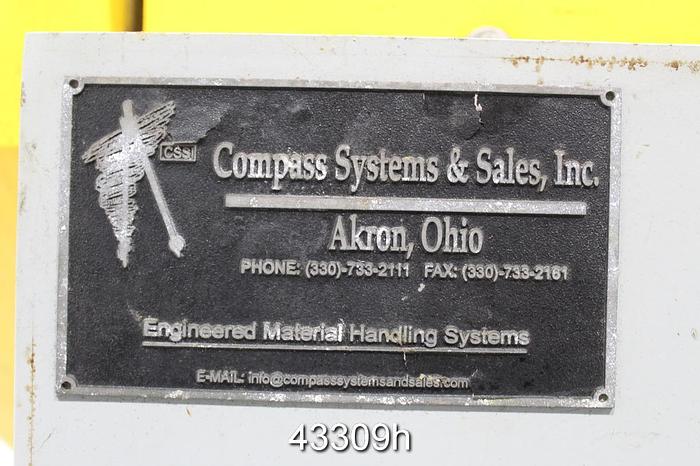 CSSI
Compass Systems & Sales, Inc.
Akron, Ohio
PHONE: (330)-733-2111 FAX: (330)-733-2161
Engineered Material Handling Systems
E-MAIL: info@compasssystemsandsales.com
43309h